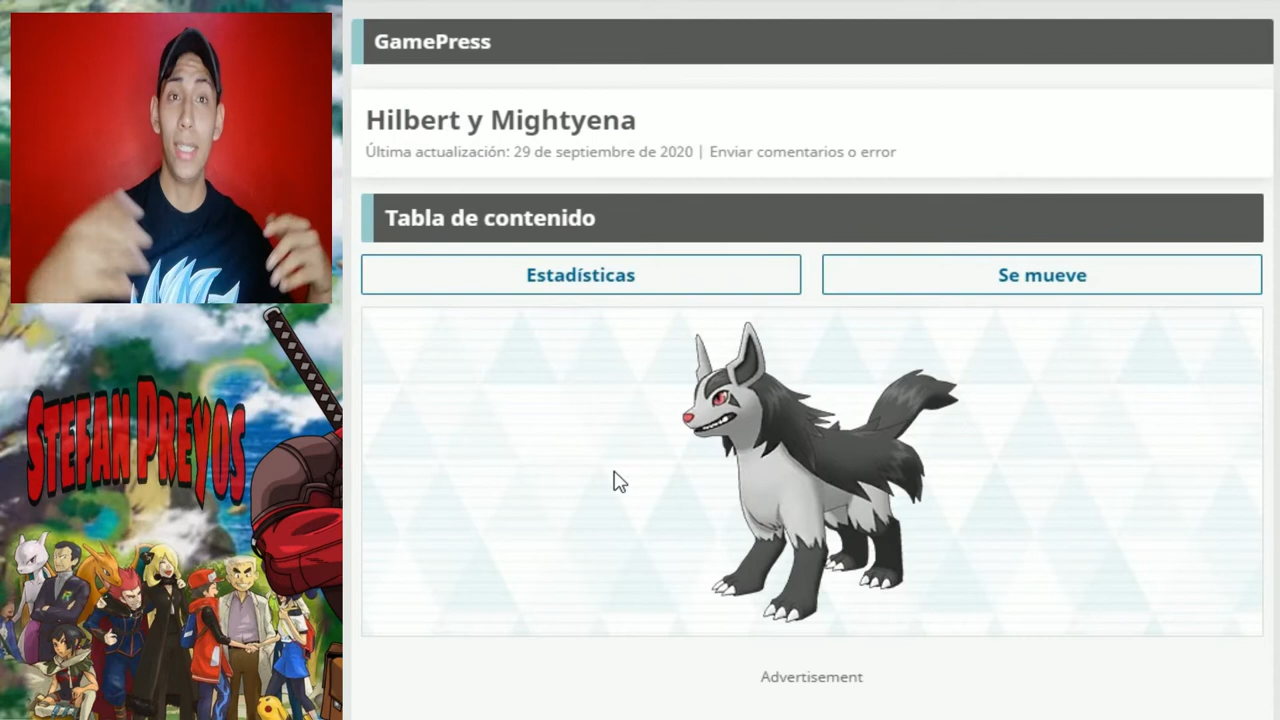 GamePress
Hilbert y Mightyena
Última actualización: 29 de septiembre de 2020 | Enviar comentarios o error
Tabla de contenido
Estadísticas
Se mueve
STEFAN PREYOS
Advertisement